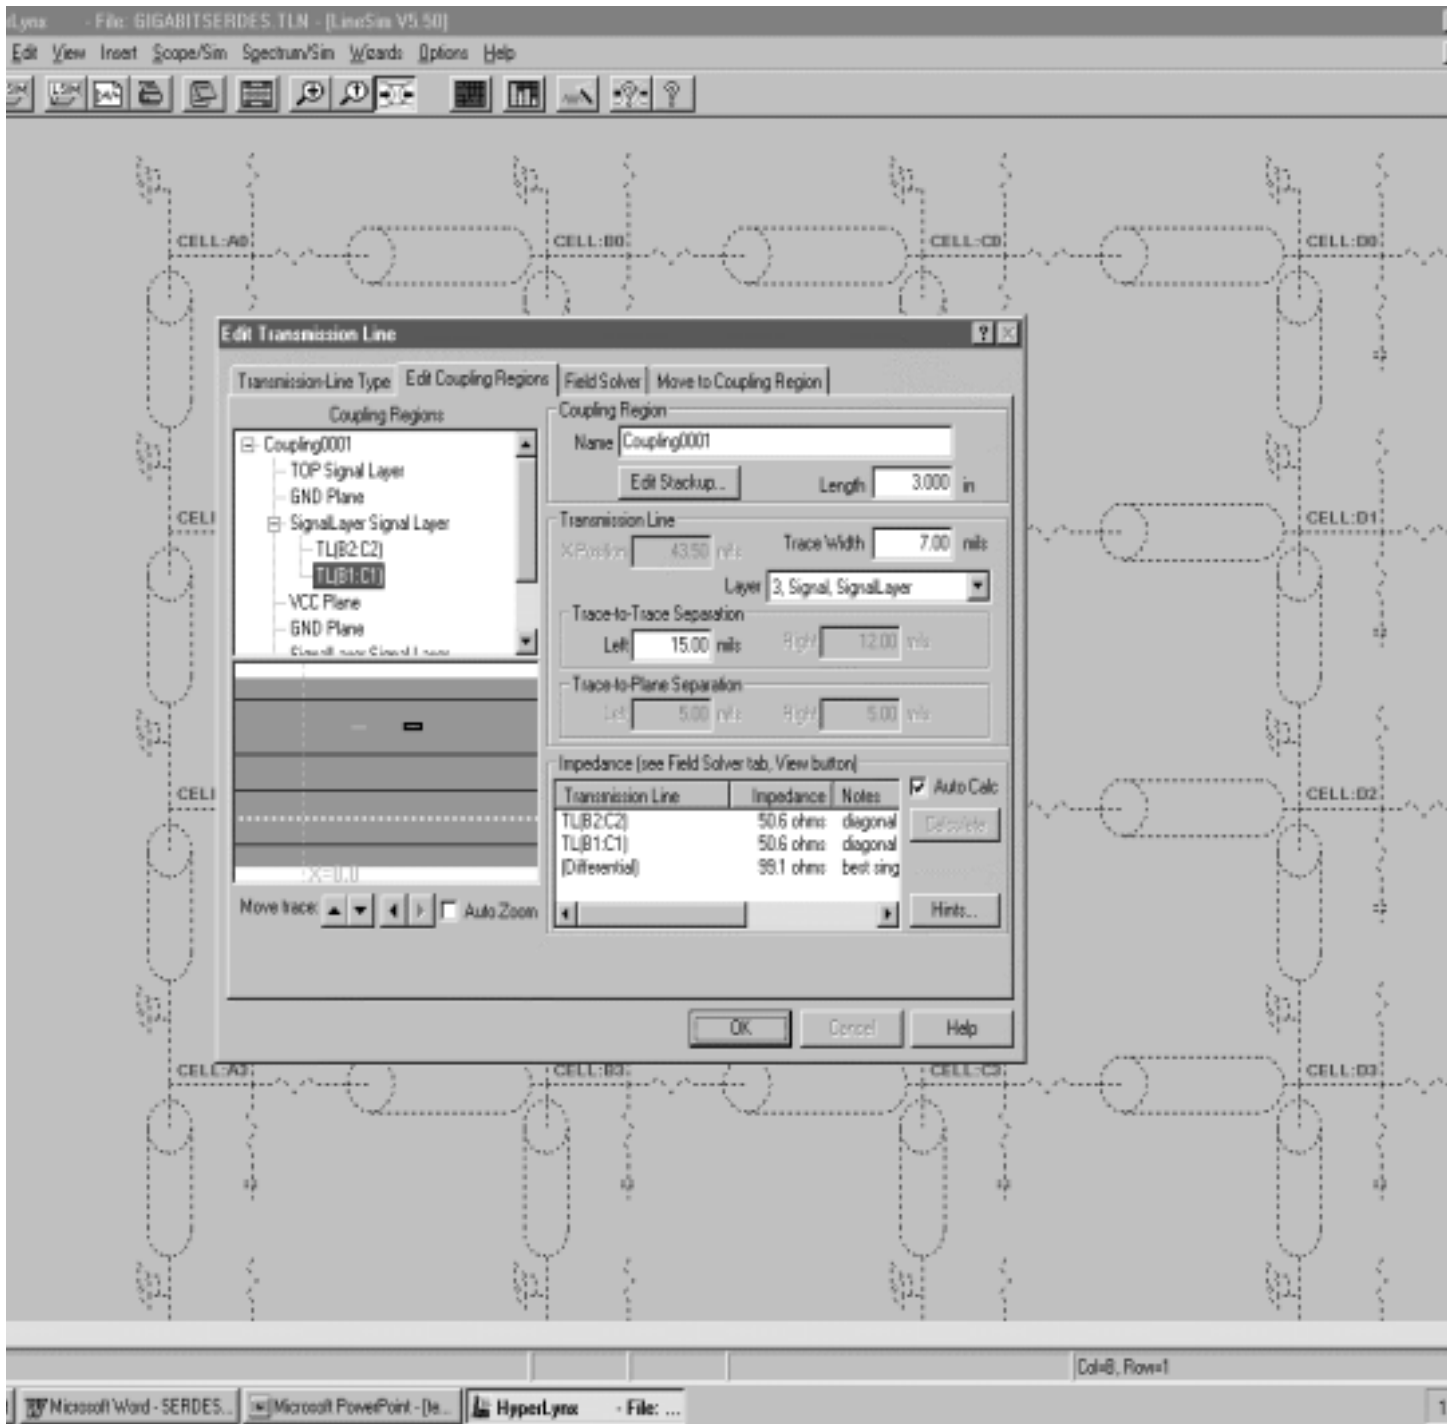 - File: GIGABITSERDES.TLN - [LineSim V5.50]
Edit View Insert Scope/Sim Spectrum/Sim Wizards Options Help
CELL:A0 CELL:B0 CELL:C0 CELL:D0
Edit Transmission Line
Transmission-Line Type Edit Coupling Regions Field Solver Move to Coupling Region
Coupling Regions
Coupling0001
TOP Signal Layer
GND Plane
SignalLayer Signal Layer
TL(B2:C2)
TL(B1:C1)
VCC Plane
GND Plane
SignalLayer Signal Layer
X=0.0
Move trace: Auto Zoom
Coupling Region
Name Coupling0001
Edit Stackup... Length 3.000 in
Transmission Line
X Position 43.50 mils Trace Width 7.00 mils
Layer 3, Signal, SignalLayer
Trace-to-Trace Separation
Left 15.00 mils Right 12.00 mils
Trace-to-Plane Separation
Left 5.00 mils Right 5.00 mils
Impedance (see Field Solver tab, View button)
Transmission Line Impedance Notes
TL(B2:C2) 50.6 ohms diagonal
TL(B1:C1) 50.6 ohms diagonal
(Differential) 99.1 ohms best sing
Auto Calc
Calculate
Hints...
OK Cancel Help
CELL:D1
CELL:D2
CELL:A3 CELL:B3 CELL:C3 CELL:D3
Col=B, Row=1
Microsoft Word - SERDES... Microsoft PowerPoint - [te... HyperLynx - File: ...